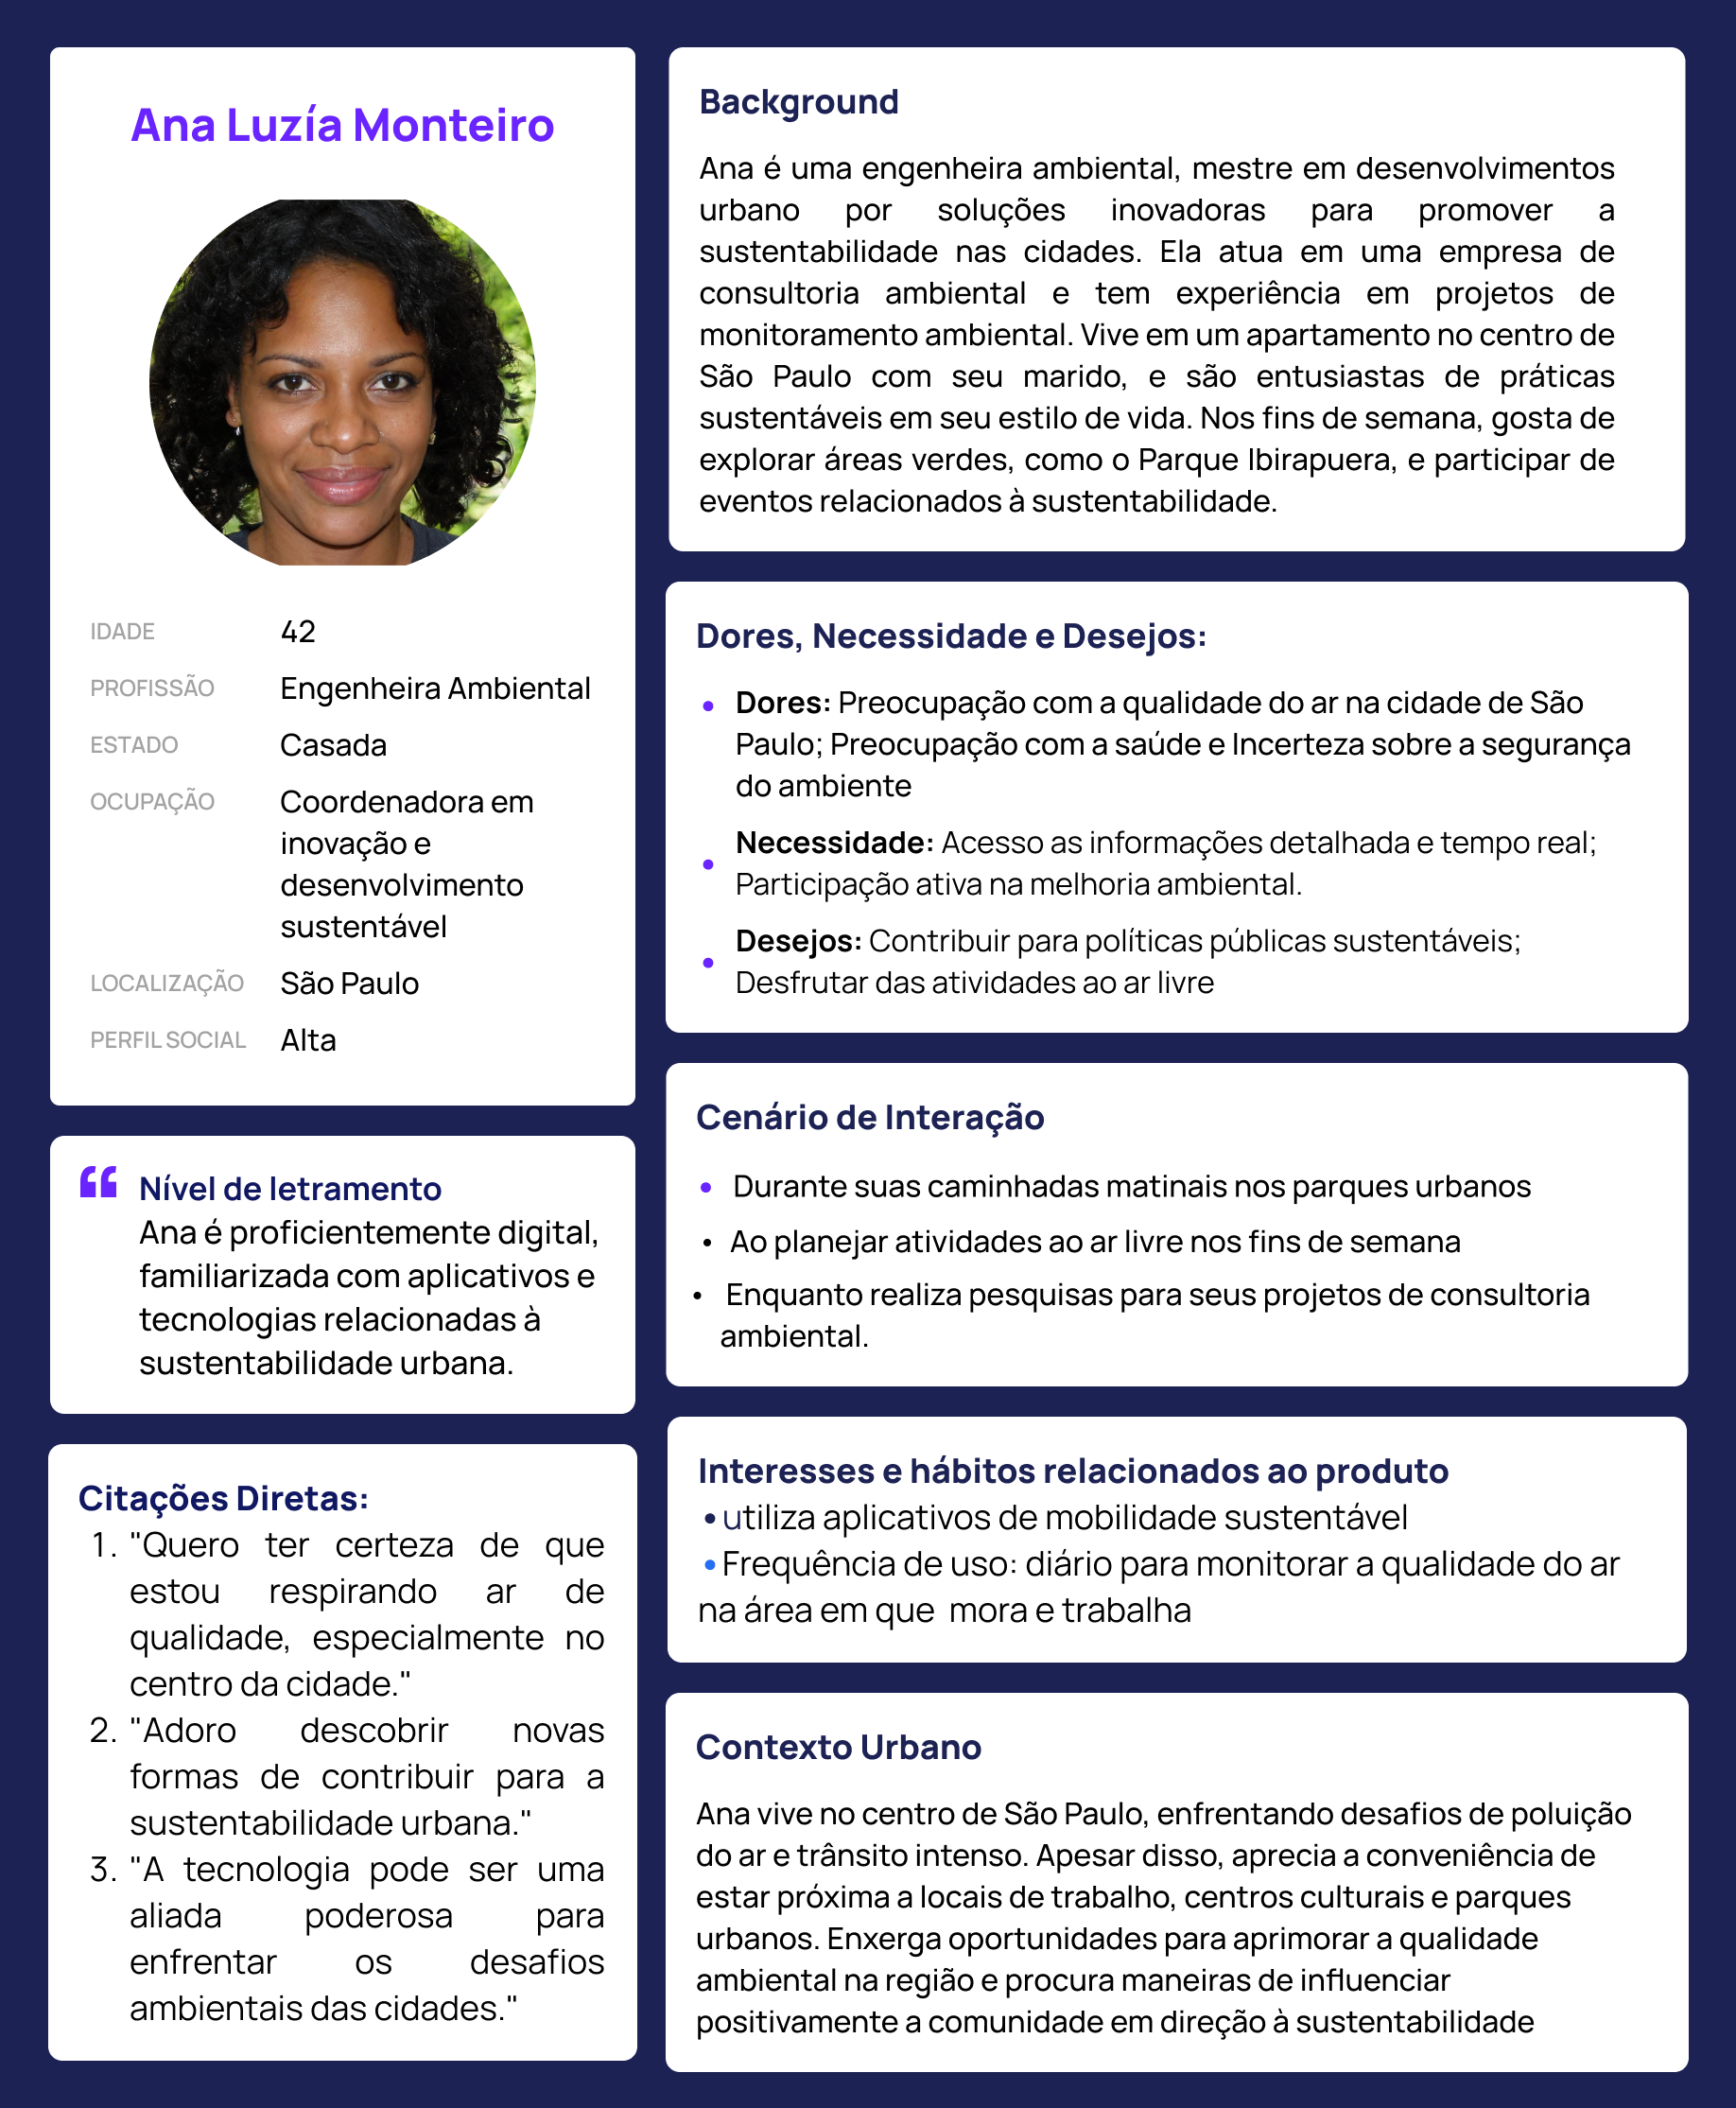 Ana Luzía Monteiro
IDADE 42
PROFISSÃO Engenheira Ambiental
ESTADO Casada
OCUPAÇÃO Coordenadora em
inovação e
desenvolvimento
sustentável
LOCALIZAÇÃO São Paulo
PERFIL SOCIAL Alta
“ Nível de letramento
Ana é proficientemente digital,
familiarizada com aplicativos e
tecnologias relacionadas à
sustentabilidade urbana.
Citações Diretas:
1. "Quero ter certeza de que
estou respirando ar de
qualidade, especialmente no
centro da cidade."
2. "Adoro descobrir novas
formas de contribuir para a
sustentabilidade urbana."
3. "A tecnologia pode ser uma
aliada poderosa para
enfrentar os desafios
ambientais das cidades."
Background
Ana é uma engenheira ambiental, mestre em desenvolvimentos
urbano por soluções inovadoras para promover a
sustentabilidade nas cidades. Ela atua em uma empresa de
consultoria ambiental e tem experiência em projetos de
monitoramento ambiental. Vive em um apartamento no centro de
São Paulo com seu marido, e são entusiastas de práticas
sustentáveis em seu estilo de vida. Nos fins de semana, gosta de
explorar áreas verdes, como o Parque Ibirapuera, e participar de
eventos relacionados à sustentabilidade.
Dores, Necessidade e Desejos:
• Dores: Preocupação com a qualidade do ar na cidade de São
Paulo; Preocupação com a saúde e Incerteza sobre a segurança
do ambiente
• Necessidade: Acesso as informações detalhada e tempo real;
Participação ativa na melhoria ambiental.
• Desejos: Contribuir para políticas públicas sustentáveis;
Desfrutar das atividades ao ar livre
Cenário de Interação
• Durante suas caminhadas matinais nos parques urbanos
• Ao planejar atividades ao ar livre nos fins de semana
• Enquanto realiza pesquisas para seus projetos de consultoria
ambiental.
Interesses e hábitos relacionados ao produto
•utiliza aplicativos de mobilidade sustentável
•Frequência de uso: diário para monitorar a qualidade do ar
na área em que mora e trabalha
Contexto Urbano
Ana vive no centro de São Paulo, enfrentando desafios de poluição
do ar e trânsito intenso. Apesar disso, aprecia a conveniência de
estar próxima a locais de trabalho, centros culturais e parques
urbanos. Enxerga oportunidades para aprimorar a qualidade
ambiental na região e procura maneiras de influenciar
positivamente a comunidade em direção à sustentabilidade